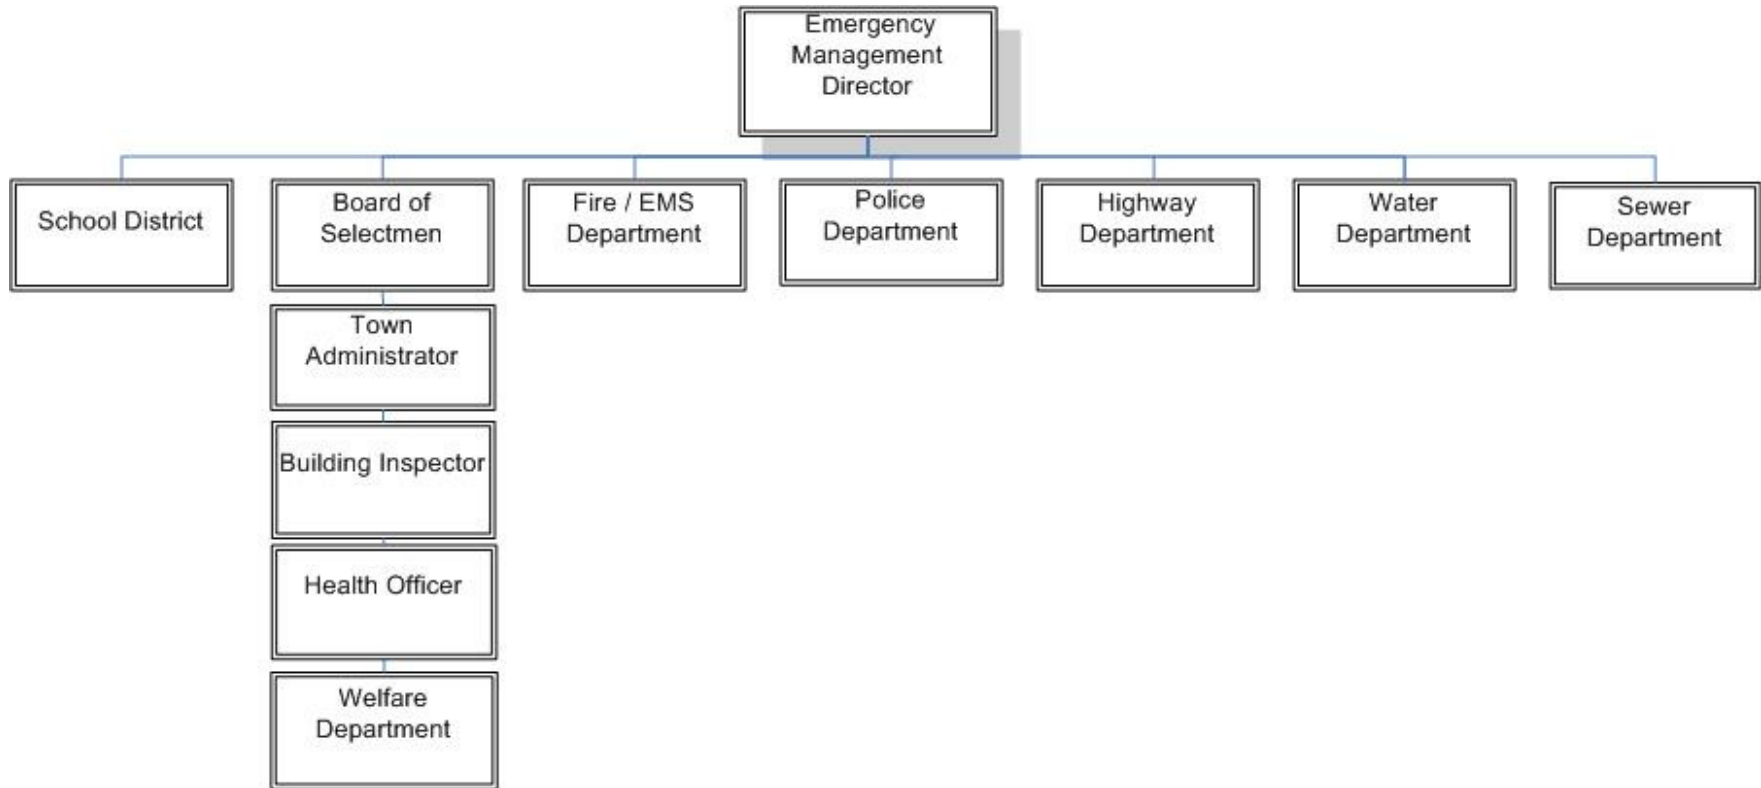 Emergency
Management
Director
School District
Board of
Selectmen
Fire / EMS
Department
Police
Department
Highway
Department
Water
Department
Sewer
Department
Town
Administrator
Building Inspector
Health Officer
Welfare
Department